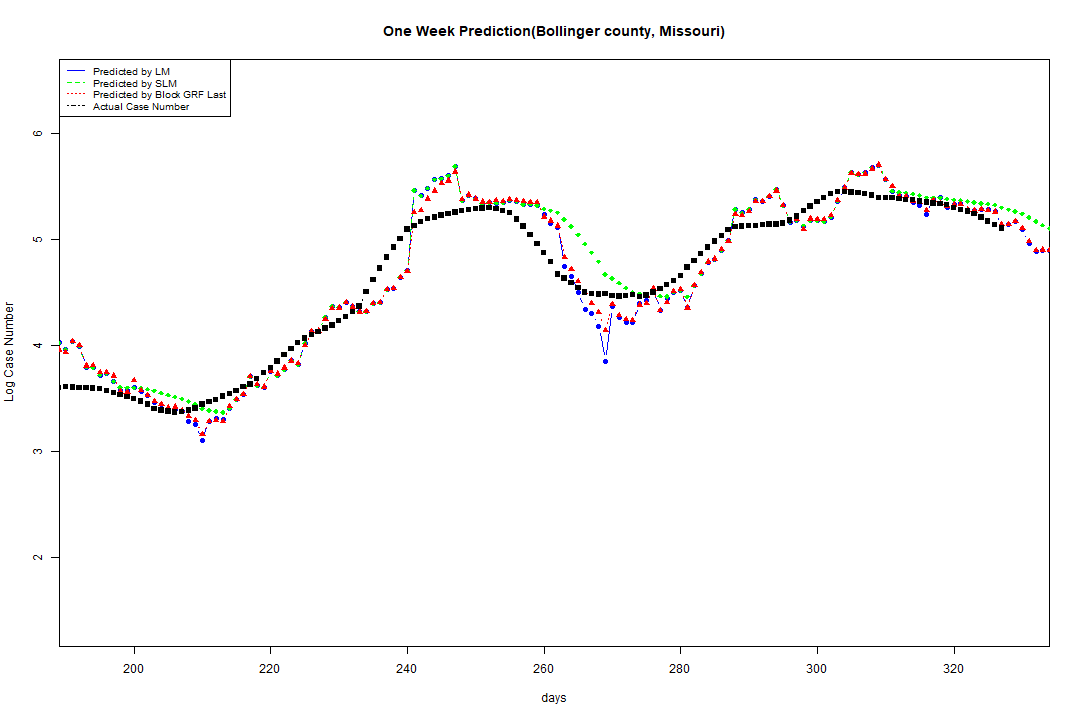 One Week Prediction(Bollinger county, Missouri)
Predicted by LM
Predicted by SLM
Predicted by Block GRF Last
Actual Case Number
6
5
4
3
2
Log Case Number
200 220 240 260 280 300 320
days